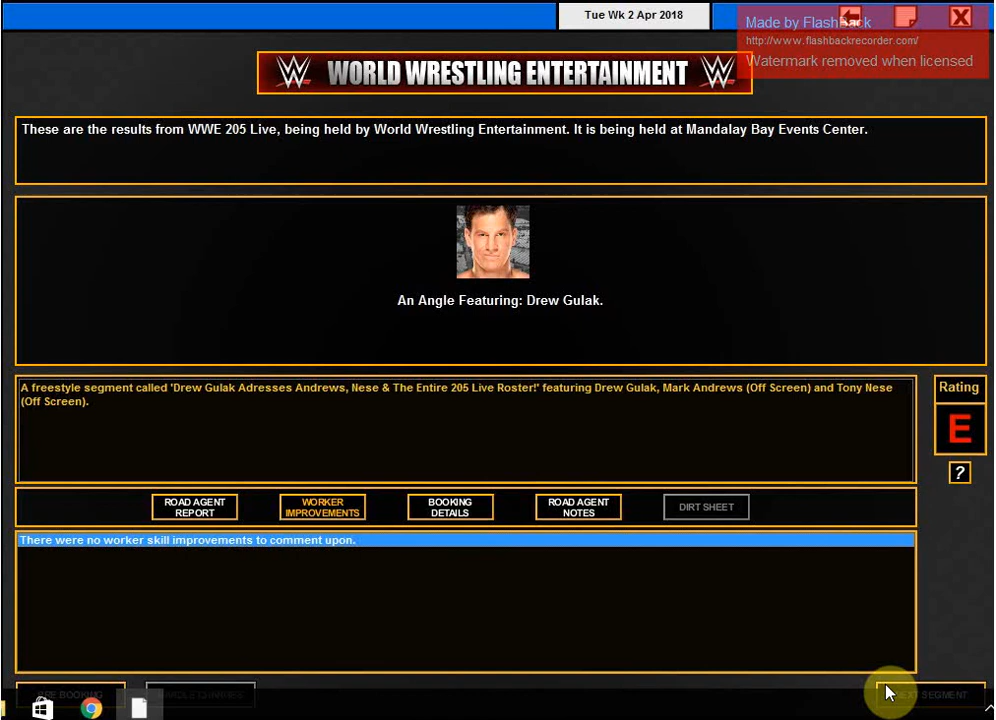 Tue Wk 2 Apr 2018
Made by FlashBack
http://www.flashbackrecorder.com/
Watermark removed when licensed
WORLD WRESTLING ENTERTAINMENT
These are the results from WWE 205 Live, being held by World Wrestling Entertainment. It is being held at Mandalay Bay Events Center.
An Angle Featuring: Drew Gulak.
A freestyle segment called 'Drew Gulak Adresses Andrews, Nese & The Entire 205 Live Roster!' featuring Drew Gulak, Mark Andrews (Off Screen) and Tony Nese
(Off Screen).
Rating
E
?
ROAD AGENT
REPORT
WORKER
IMPROVEMENTS
BOOKING
DETAILS
ROAD AGENT
NOTES
DIRT SHEET
There were no worker skill improvements to comment upon.
PRE BOOKING
NEXT SEGMENT